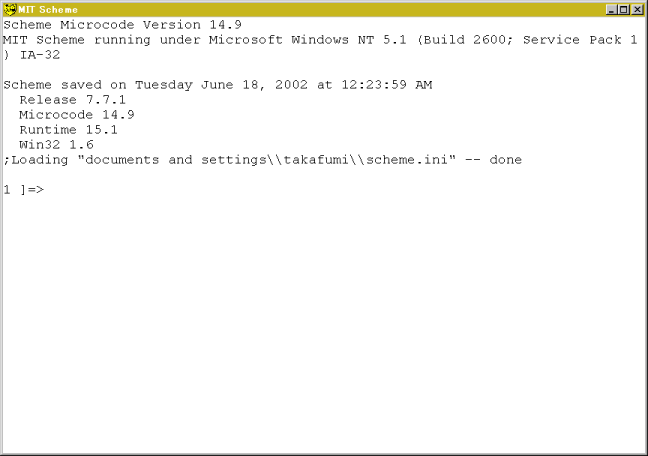 MIT Scheme
Scheme Microcode Version 14.9
MIT Scheme running under Microsoft Windows NT 5.1 (Build 2600; Service Pack 1
) IA-32
Scheme saved on Tuesday June 18, 2002 at 12:23:59 AM
  Release 7.7.1
  Microcode 14.9
  Runtime 15.1
  Win32 1.6
;Loading "documents and settings\\takafumi\\scheme.ini" -- done
1 ]=>